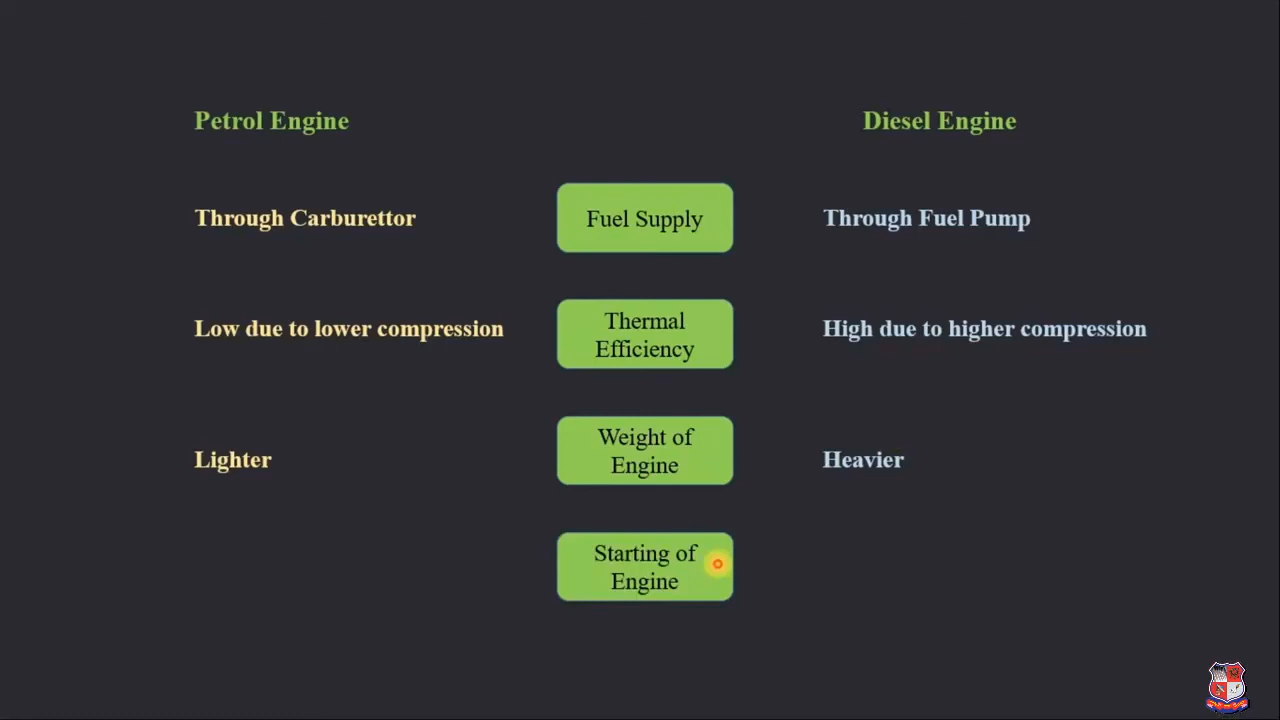 Petrol Engine
Diesel Engine
Through Carburettor
Fuel Supply
Through Fuel Pump
Low due to lower compression
Thermal
Efficiency
High due to higher compression
Lighter
Weight of
Engine
Heavier
Starting of
Engine